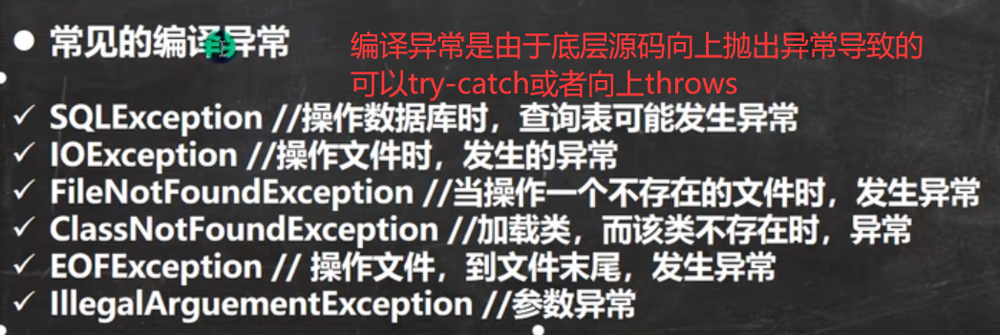 常见的编译异常
编译异常是由于底层源码向上抛出异常导致的
可以try-catch或者向上throws
SQLException //操作数据库时，查询表可能发生异常
IOException //操作文件时，发生的异常
FileNotFoundException //当操作一个不存在的文件时，发生异常
ClassNotFoundException //加载类，而该类不存在时，异常
EOFException // 操作文件，到文件末尾，发生异常
IllegalArguementException //参数异常